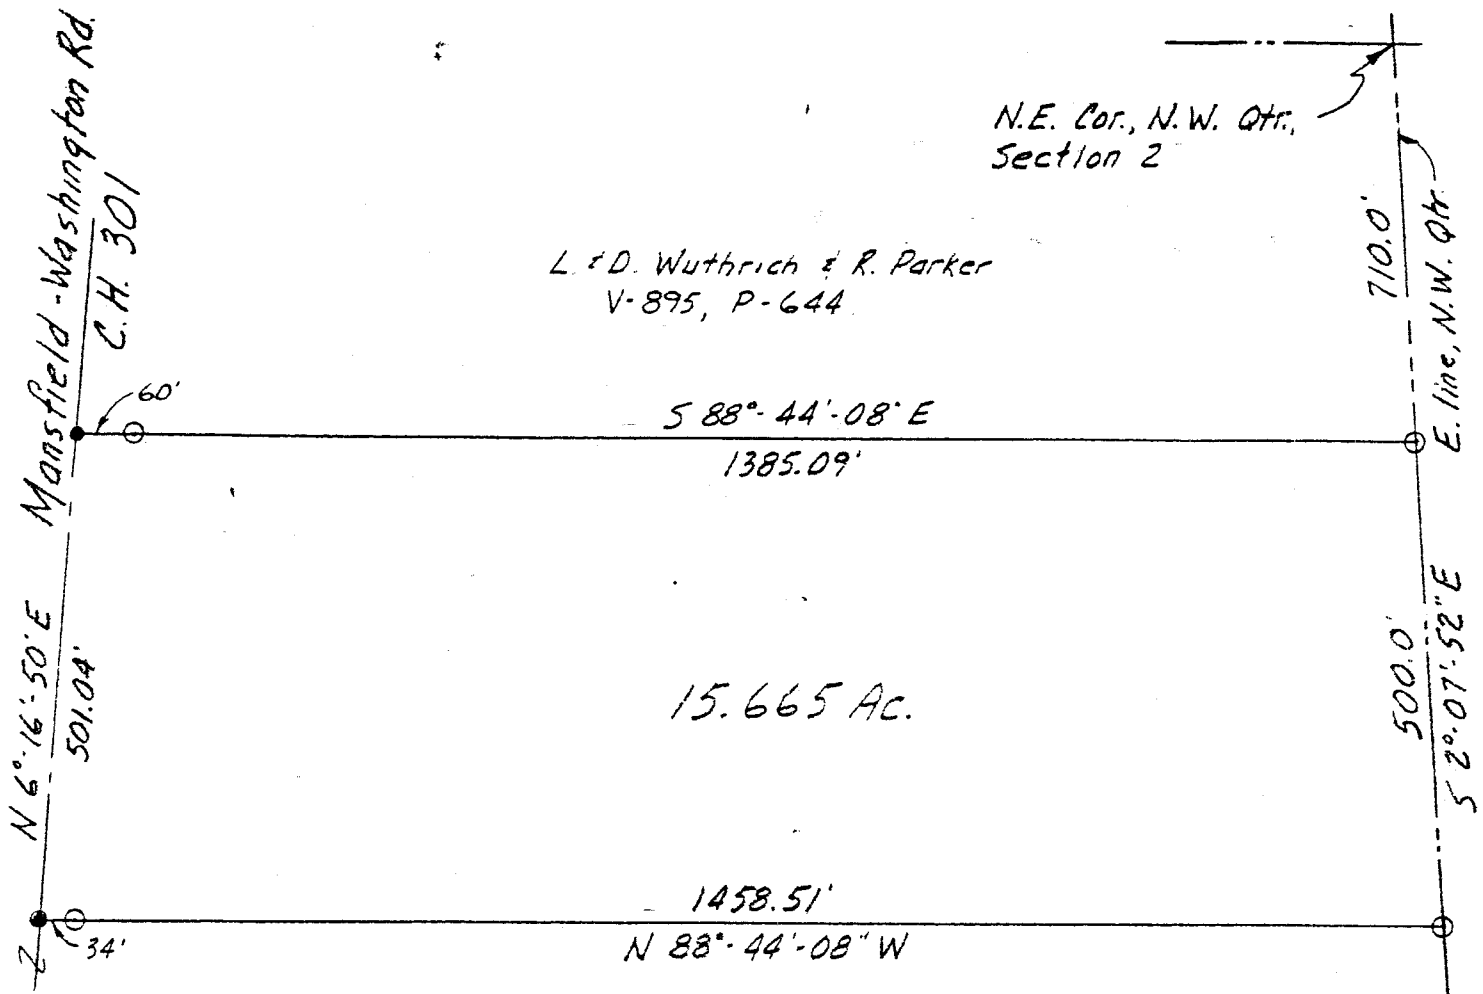 Mansfield-Washington Rd.
C.H. 301
N.E. Cor., N.W. Qtr.,
Section 2
L. & D. Wuthrich & R. Parker
V-895, P-644
710.0'
E. line, N.W. Qtr.
60'
S 88°-44'-08" E
1385.09'
N 6°-16'-50" E
501.04'
15.665 Ac.
500.0'
S 2°-07'-52" E
1458.51'
N 88°-44'-08" W
34'